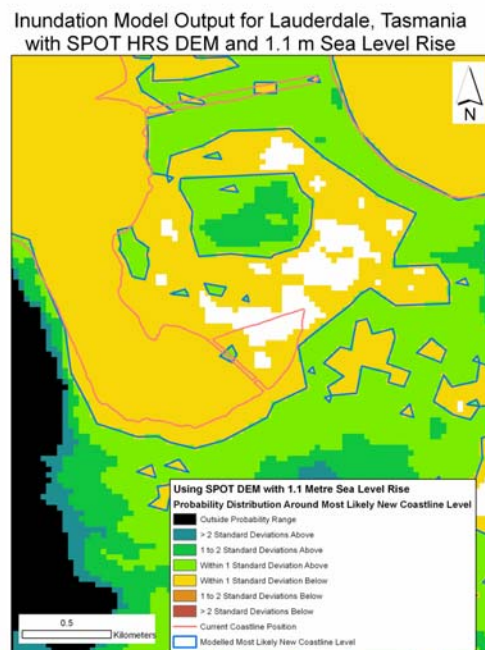 Inundation Model Output for Lauderdale, Tasmania
with SPOT HRS DEM and 1.1 m Sea Level Rise
N
Using SPOT DEM with 1.1 Metre Sea Level Rise
Probability Distribution Around Most Likely New Coastline Level
Outside Probability Range
> 2 Standard Deviations Above
1 to 2 Standard Deviations Above
Within 1 Standard Deviation Above
Within 1 Standard Deviation Below
1 to 2 Standard Deviations Below
> 2 Standard Deviations Below
Current Coastline Position
Modelled Most Likely New Coastline Level
0.5
Kilometers